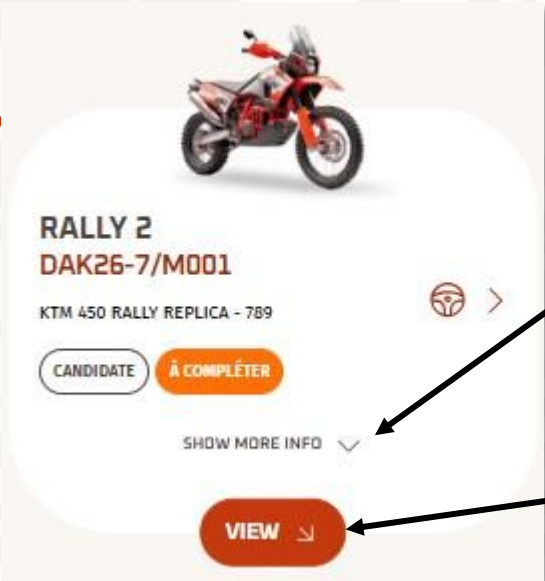 RALLY 2
DAK26-7/M001
KTM 450 RALLY REPLICA - 789
CANDIDATE
À COMPLÉTER
SHOW MORE INFO
VIEW